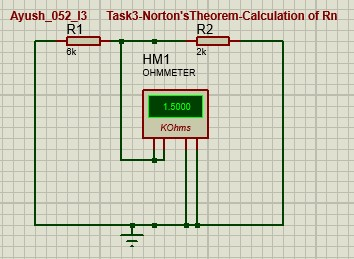 Ayush_052_I3 Task3-Norton'sTheorem-Calculation of Rn
R1 R2
6k 2k
HM1
OHMMETER
1.5000
KOhms